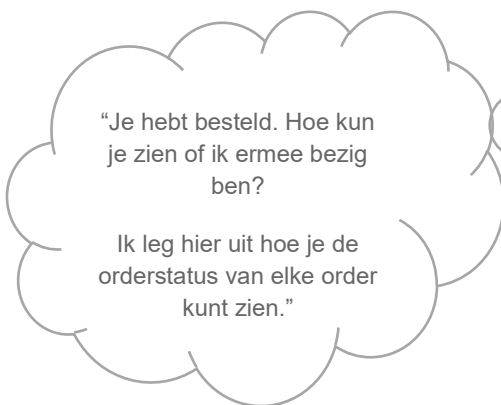 “Je hebt besteld. Hoe kun
je zien of ik ermee bezig
ben?
Ik leg hier uit hoe je de
orderstatus van elke order
kunt zien.”